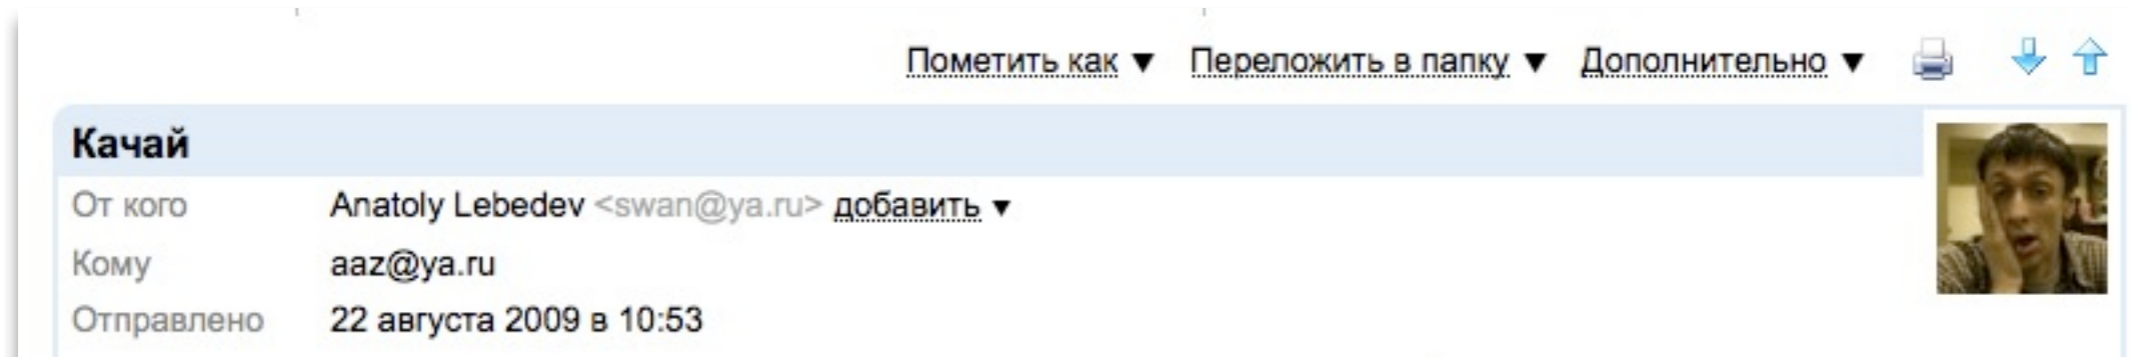 Пометить как ▼ Переложить в папку ▼ Дополнительно ▼
Качай
От кого Anatoly Lebedev <swan@ya.ru> добавить ▼
Кому aaz@ya.ru
Отправлено 22 августа 2009 в 10:53